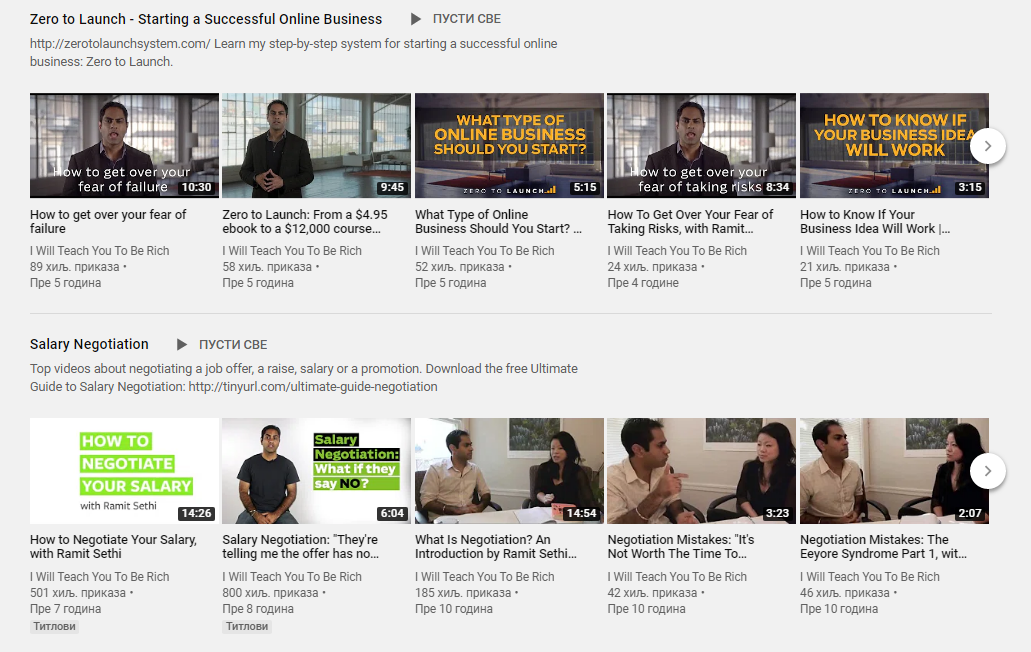 Zero to Launch - Starting a Successful Online Business ПУСТИ СВЕ
http://zerotolaunchsystem.com/ Learn my step-by-step system for starting a successful online
business: Zero to Launch.
How to get over your
fear of failure
10:30
9:45
WHAT TYPE OF
ONLINE BUSINESS
SHOULD YOU START?
ZERO TO LAUNCH
5:15
How to get over your
fear of taking risks
8:34
HOW TO KNOW IF
YOUR BUSINESS IDEA
WILL WORK
ZERO TO LAUNCH
3:15
How to get over your fear of
failure
I Will Teach You To Be Rich
89 хиљ. приказа •
Пре 5 година
Zero to Launch: From a $4.95
ebook to a $12,000 course...
I Will Teach You To Be Rich
58 хиљ. приказа •
Пре 5 година
What Type of Online
Business Should You Start? ...
I Will Teach You To Be Rich
52 хиљ. приказа •
Пре 5 година
How To Get Over Your Fear of
Taking Risks, with Ramit...
I Will Teach You To Be Rich
24 хиљ. приказа •
Пре 4 године
How to Know If Your
Business Idea Will Work |...
I Will Teach You To Be Rich
21 хиљ. приказа •
Пре 5 година
Salary Negotiation ПУСТИ СВЕ
Top videos about negotiating a job offer, a raise, salary or a promotion. Download the free Ultimate
Guide to Salary Negotiation: http://tinyurl.com/ultimate-guide-negotiation
HOW TO
NEGOTIATE
YOUR SALARY
with Ramit Sethi
14:26
Salary
Negotiation:
What if they
say NO?
6:04
14:54
3:23
2:07
How to Negotiate Your Salary,
with Ramit Sethi
I Will Teach You To Be Rich
501 хиљ. приказа •
Пре 7 година
Титлови
Salary Negotiation: "They're
telling me the offer has no...
I Will Teach You To Be Rich
800 хиљ. приказа •
Пре 8 година
Титлови
What Is Negotiation? An
Introduction by Ramit Sethi...
I Will Teach You To Be Rich
185 хиљ. приказа •
Пре 10 година
Negotiation Mistakes: "It's
Not Worth The Time To...
I Will Teach You To Be Rich
42 хиљ. приказа •
Пре 10 година
Negotiation Mistakes: The
Eeyore Syndrome Part 1, wit...
I Will Teach You To Be Rich
46 хиљ. приказа •
Пре 10 година